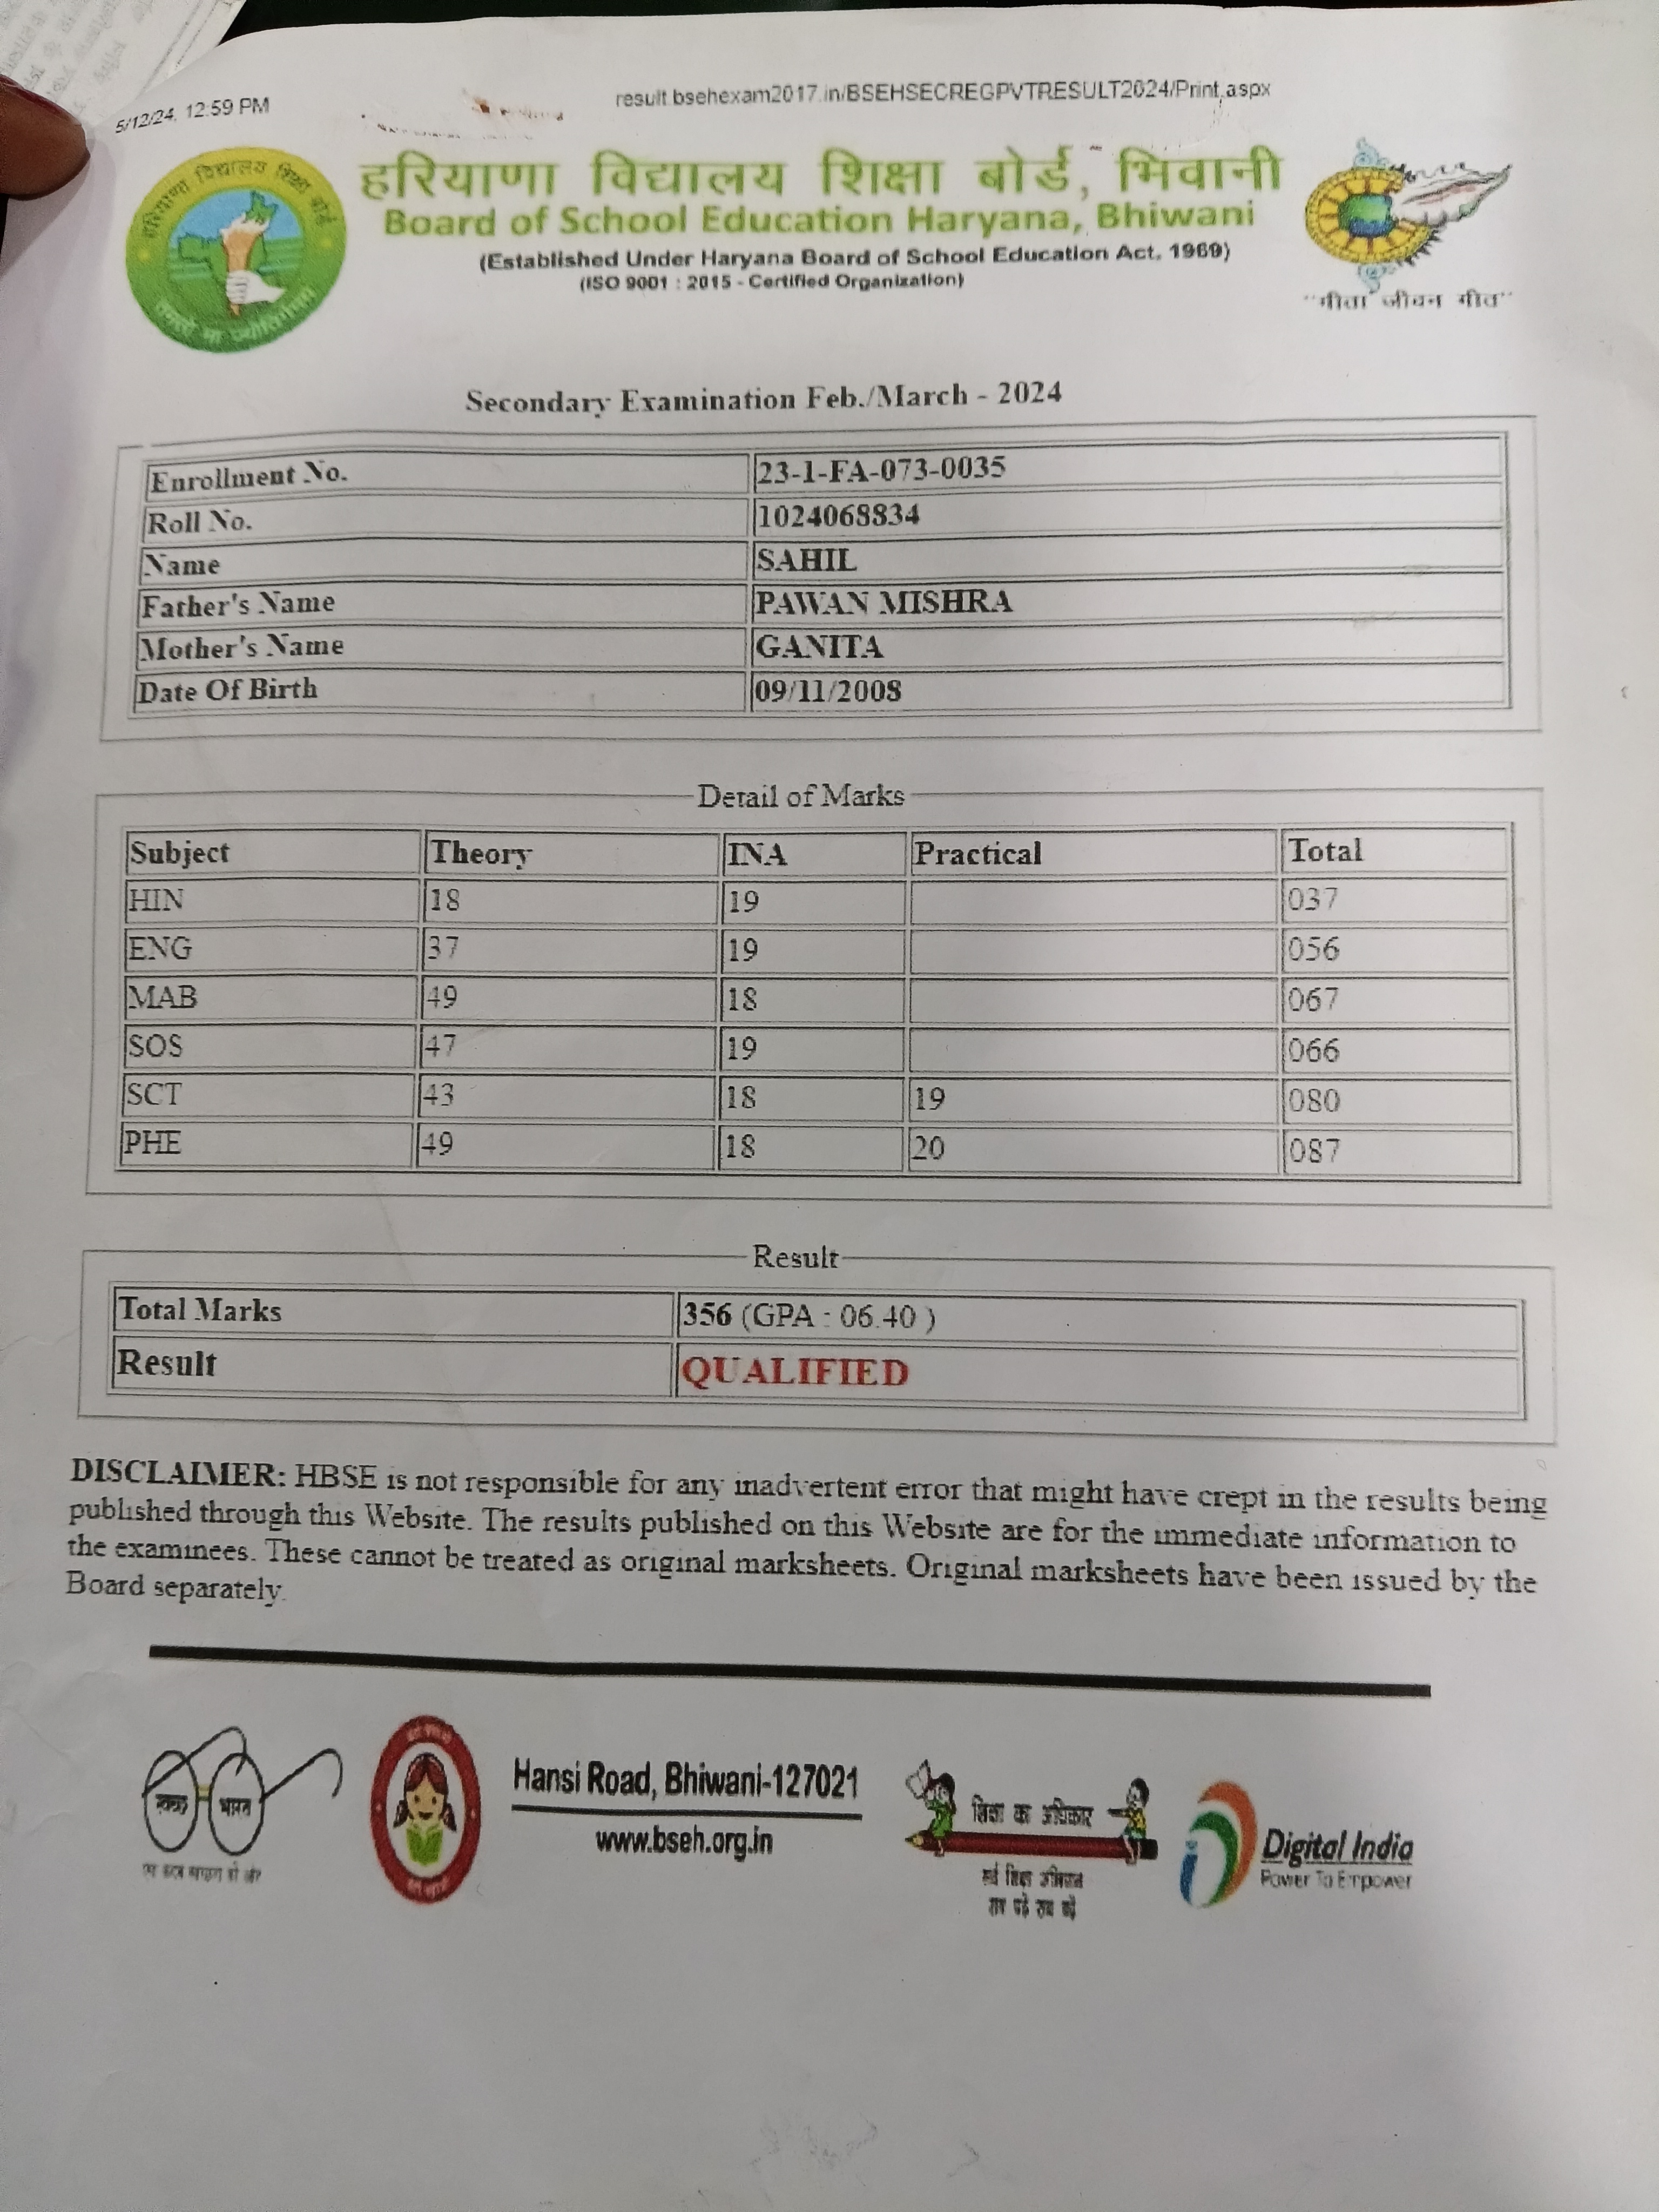 5/12/24, 12:59 PM
result.bsehexam2017.in/BSEHSECREGPVTRESULT2024/Print.aspx
हरियाणा विद्यालय शिक्षा बोर्ड
हरियाणा विद्यालय शिक्षा बोर्ड, भिवानी
Board of School Education Haryana, Bhiwani
(Established Under Haryana Board of School Education Act. 1969)
(ISO 9001 : 2015 - Certified Organization)
"गीता जीवन गीत"
Secondary Examination Feb./March - 2024
Enrollment No. 23-1-FA-073-0035
Roll No. 1024068834
Name SAHIL
Father's Name PAWAN MISHRA
Mother's Name GANITA
Date Of Birth 09/11/2008
Detail of Marks
Subject Theory INA Practical Total
HIN 18 19 037
ENG 37 19 056
MAB 49 18 067
SOS 47 19 066
SCT 43 18 19 080
PHE 49 18 20 087
Result
Total Marks 356 (GPA : 06.40 )
Result QUALIFIED
DISCLAIMER: HBSE is not responsible for any inadvertent error that might have crept in the results being
published through this Website. The results published on this Website are for the immediate information to
the examinees. These cannot be treated as original marksheets. Original marksheets have been issued by the
Board separately.
स्वच्छ भारत
Hansi Road, Bhiwani-127021
www.bseh.org.in
शिक्षा का अधिकार
सर्व शिक्षा अभियान
सब पढ़ें सब बढ़ें
Digital India
Power To Empower